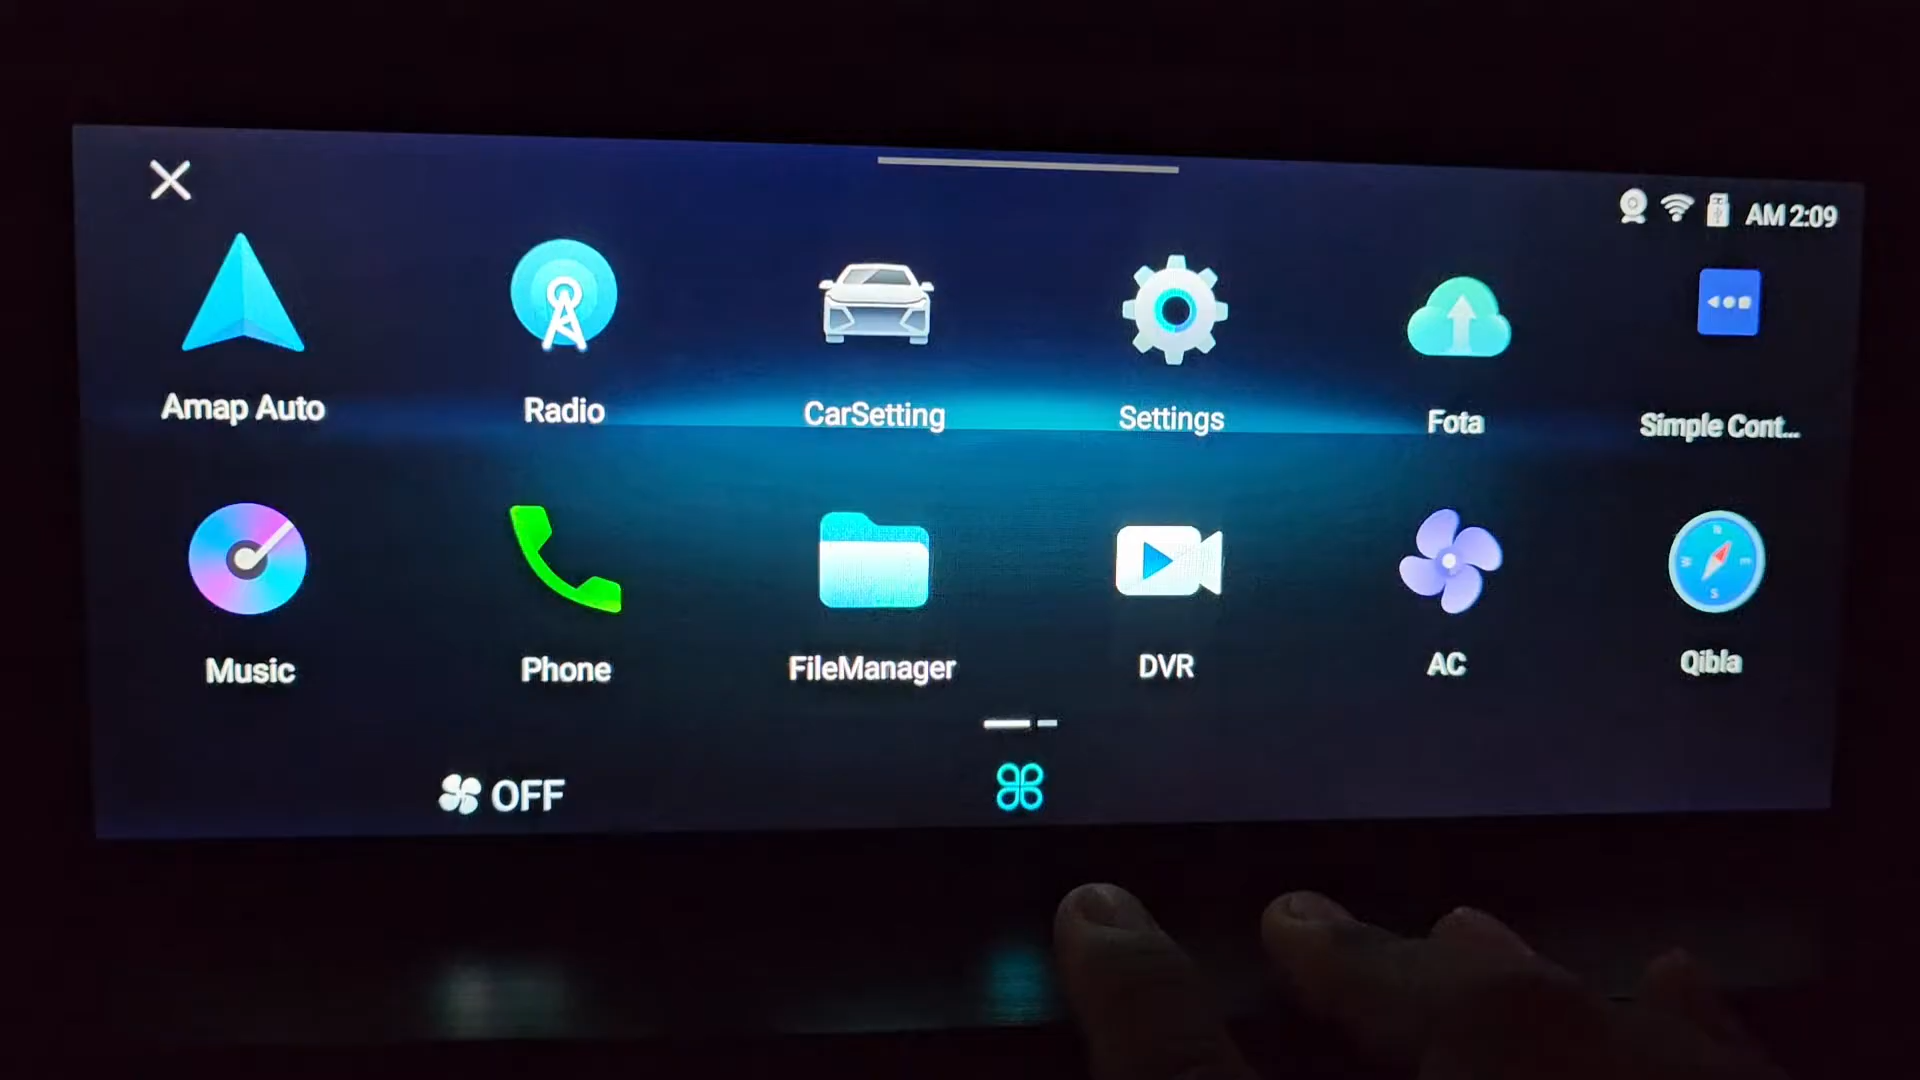 AM 2:09
Amap Auto
Radio
CarSetting
Settings
Fota
Simple Cont...
N
W
E
S
Music
Phone
FileManager
DVR
AC
Qibla
OFF